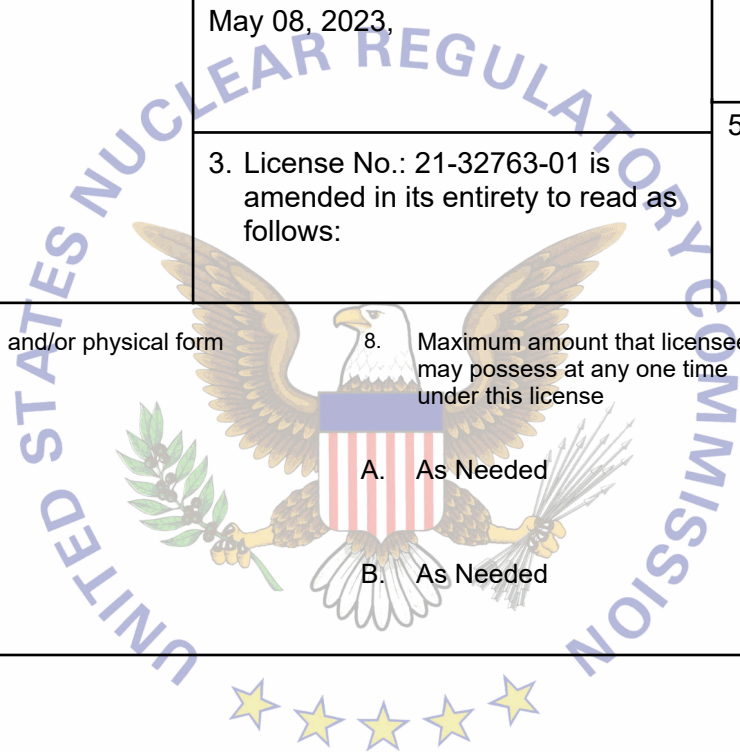 May 08, 2023,
5
3. License No.: 21-32763-01 is
amended in its entirety to read as
follows:
and/or physical form
8. Maximum amount that licensee
may possess at any one time
under this license
A. As Needed
B. As Needed
UNITED STATES NUCLEAR REGULATORY COMMISSION